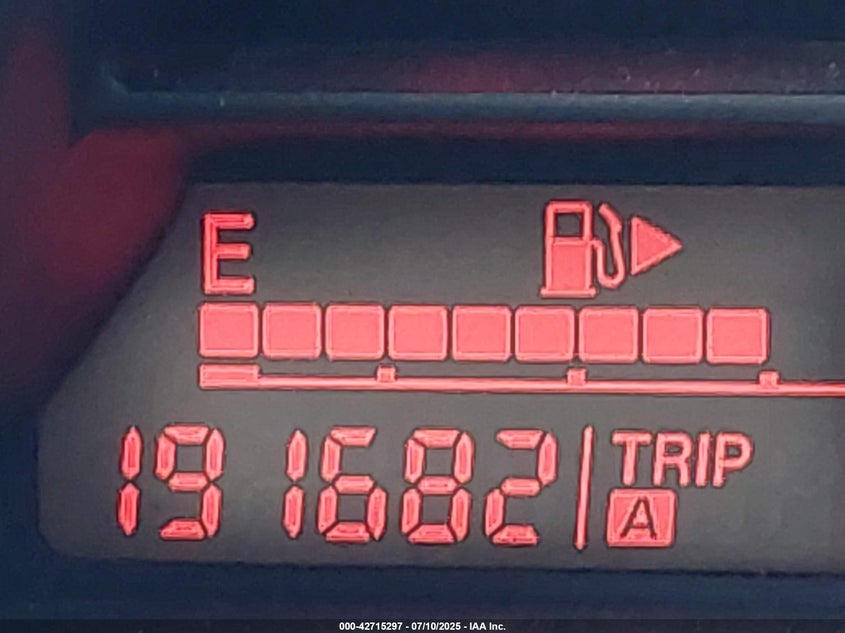 E
191682 TRIP
A
000-42715297 - 07/10/2025 - IAA Inc.